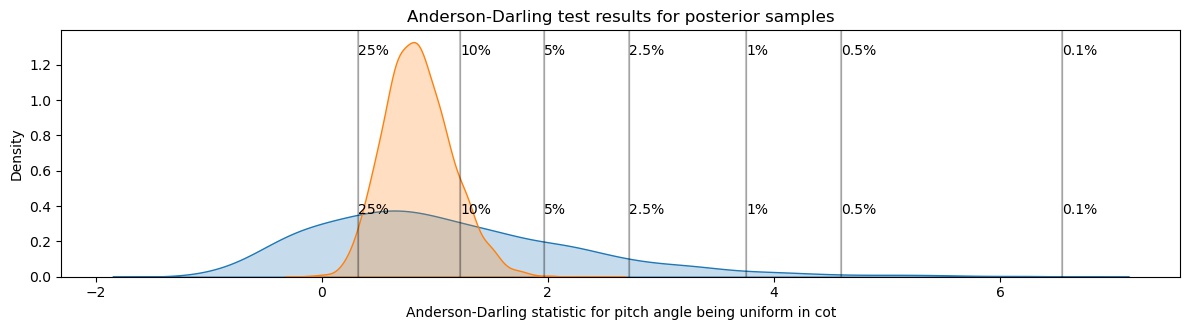 Anderson-Darling test results for posterior samples
25% 10% 5% 2.5% 1% 0.5% 0.1%
25% 10% 5% 2.5% 1% 0.5% 0.1%
Density
1.2
1.0
0.8
0.6
0.4
0.2
0.0
−2 0 2 4 6
Anderson-Darling statistic for pitch angle being uniform in cot